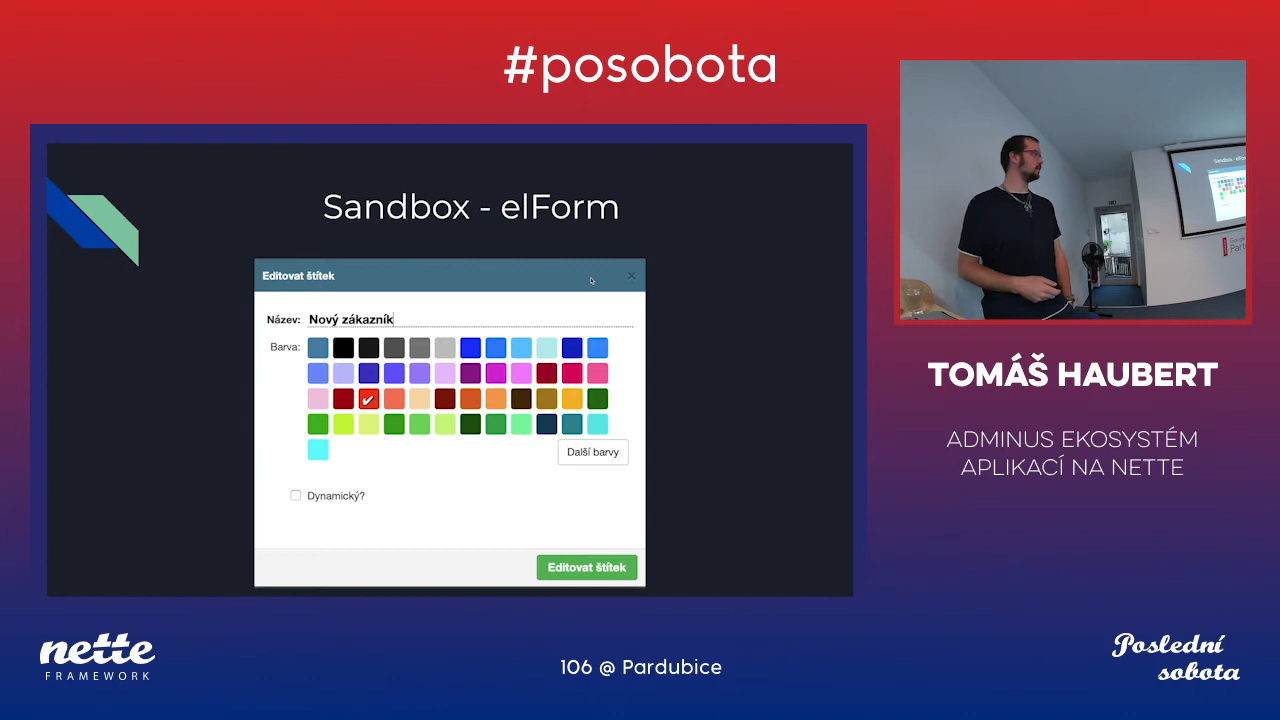 #posobota
Sandbox - elForm
Editovat štítek
Název: Nový zákazník
Barva:
Další barvy
Dynamický?
Editovat štítek
TOMÁŠ HAUBERT
ADMINUS EKOSYSTÉM
APLIKACÍ NA NETTE
nette
FRAMEWORK
106 @ Pardubice
Poslední
sobota